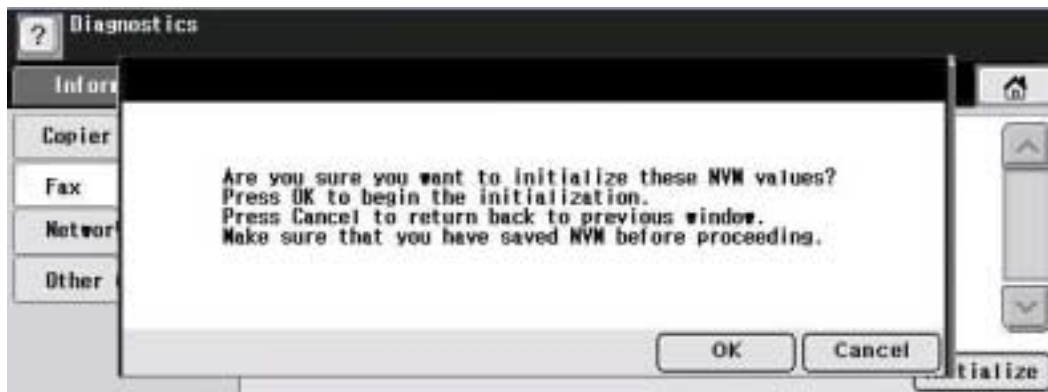 ?
Diagnostics
Infor
Copier
Fax
Networ
Other
Are you sure you want to initialize these NVM values?
Press OK to begin the initialization.
Press Cancel to return back to previous window.
Make sure that you have saved NVM before proceeding.
OK
Cancel
tialize